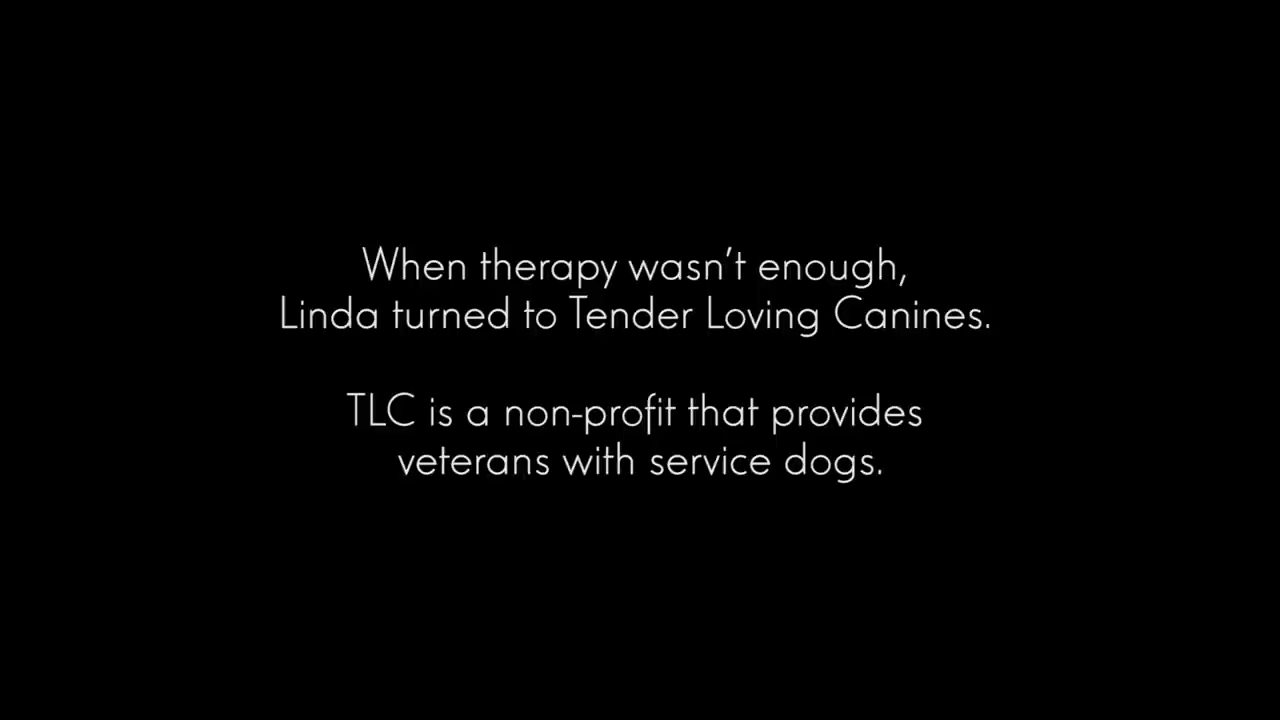 When therapy wasn't enough,
Linda turned to Tender Loving Canines.
TLC is a non-profit that provides
veterans with service dogs.